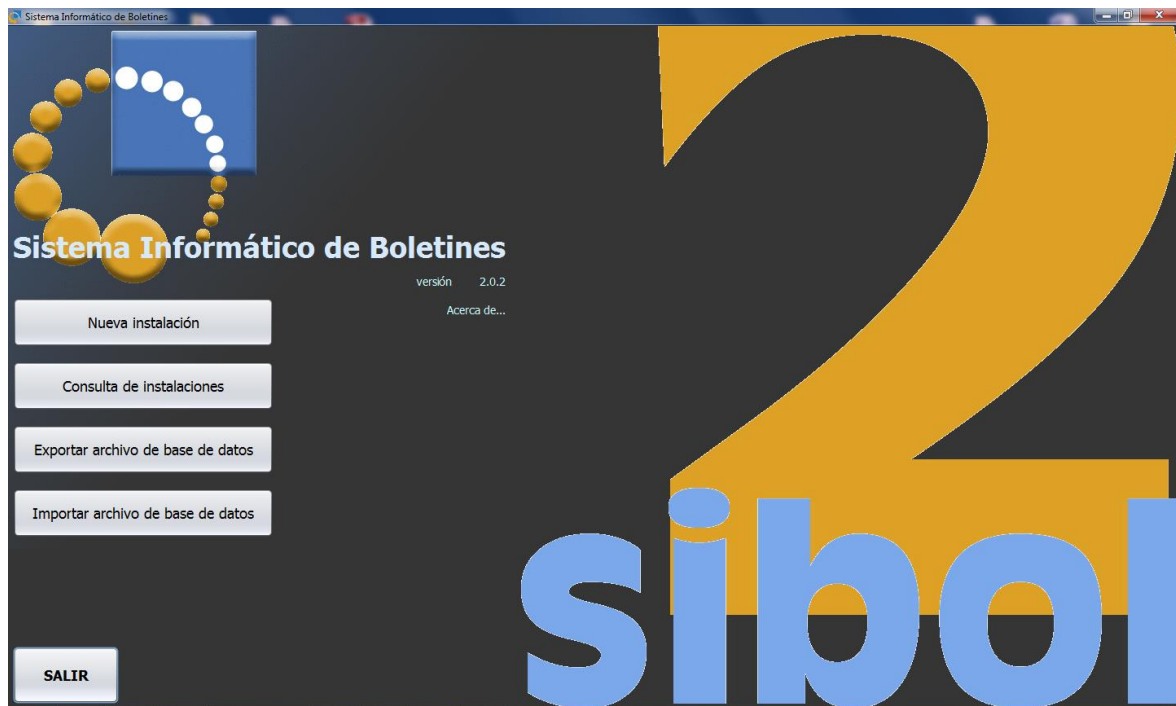 Sistema Informático de Boletines
Sistema Informático de Boletines
versión 2.0.2
Acerca de...
Nueva instalación
Consulta de instalaciones
Exportar archivo de base de datos
Importar archivo de base de datos
SALIR
2
sibol